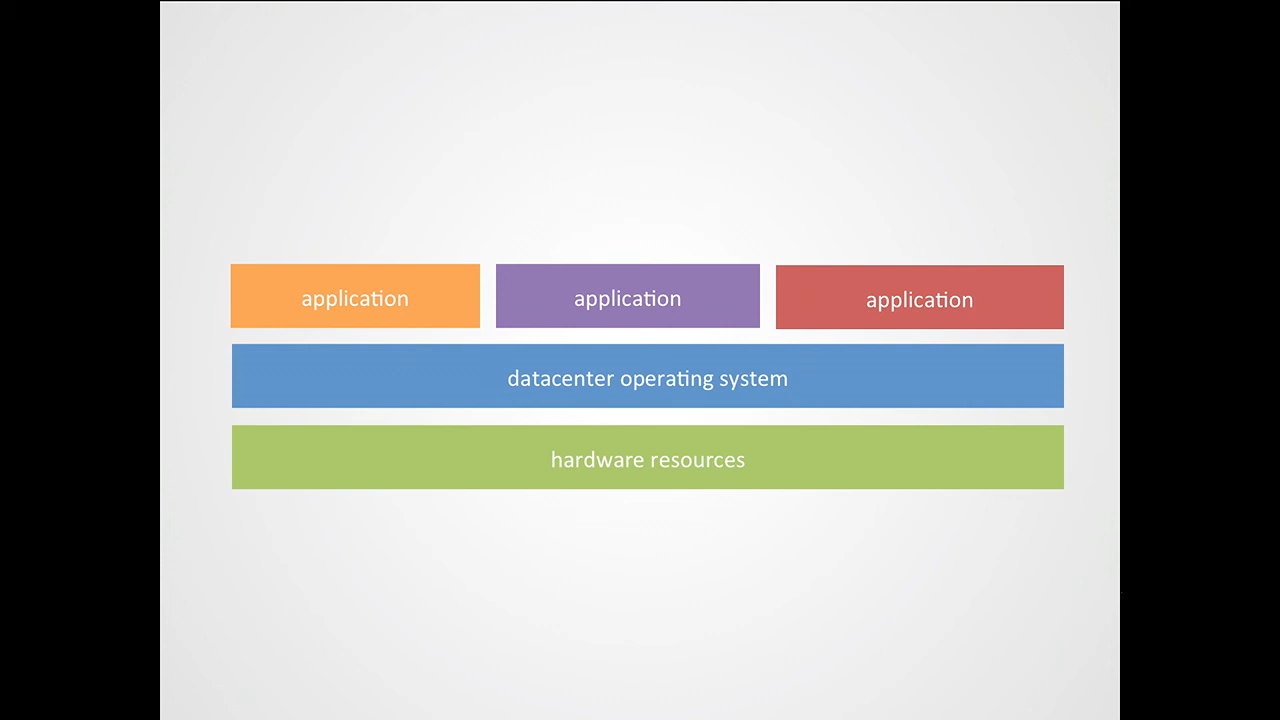 application
application
application
datacenter operating system
hardware resources